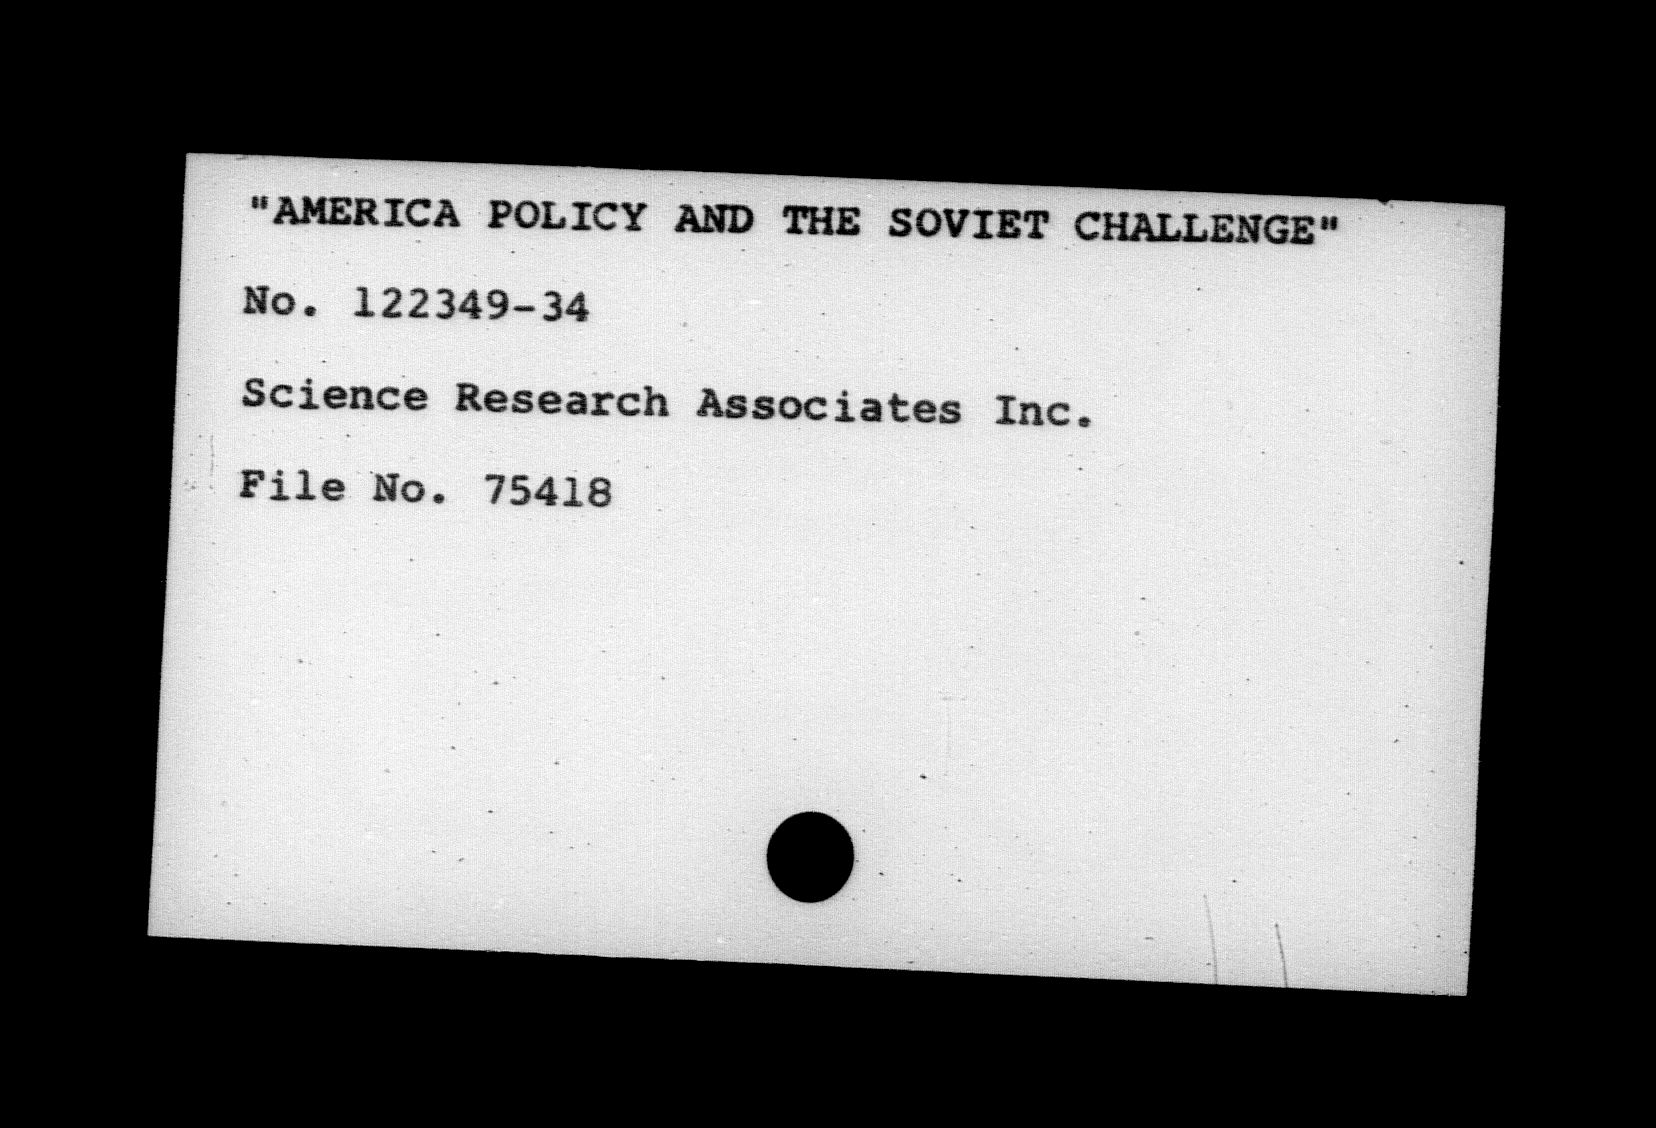 "AMERICA POLICY AND THE SOVIET CHALLENGE"
No. 122349-34
Science Research Associates Inc.
File No. 75418